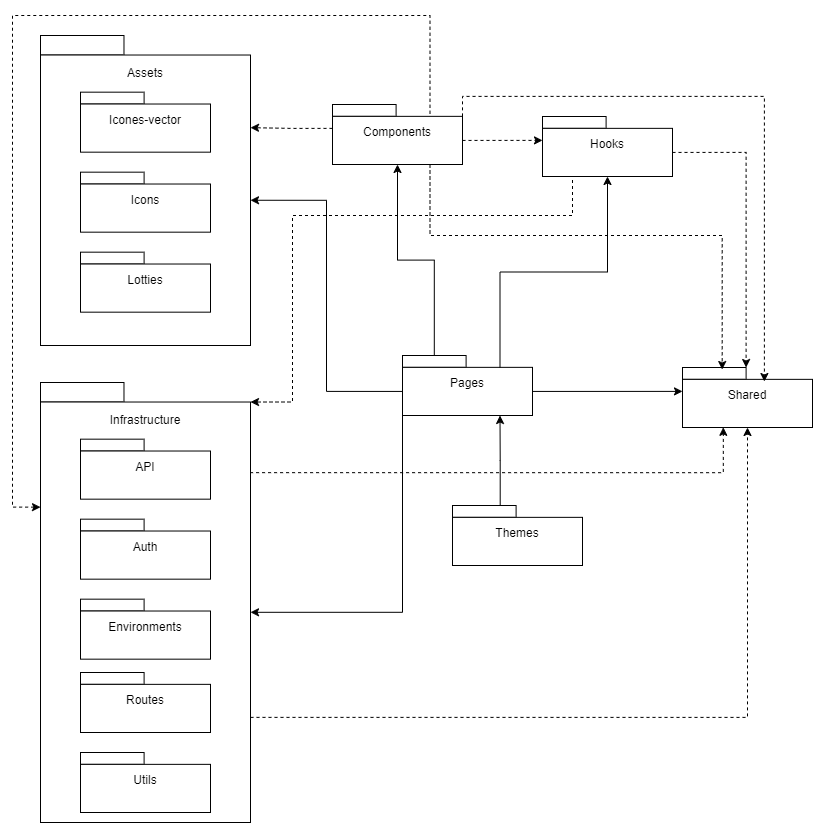 Assets
Icones-vector
Icons
Lotties
Components
Hooks
Pages
Shared
Themes
Infrastructure
API
Auth
Environments
Routes
Utils